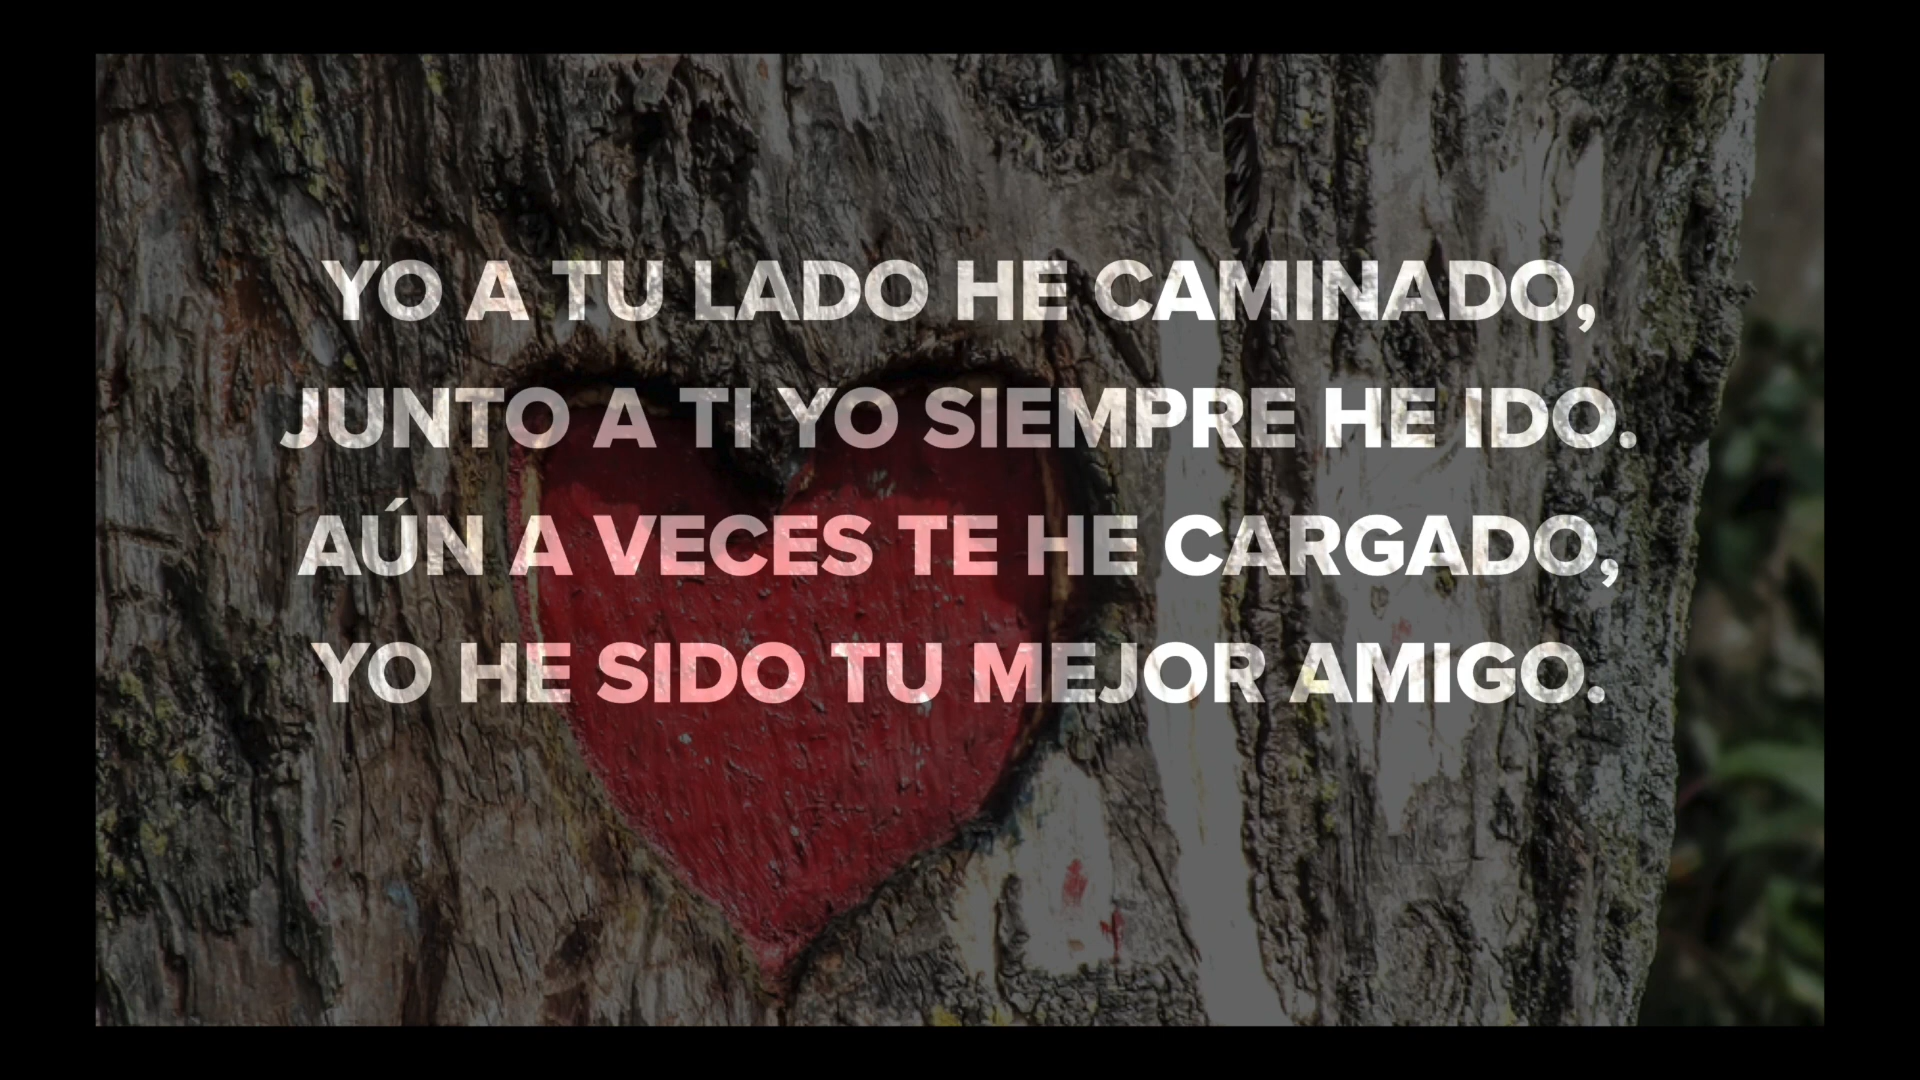 YO A TU LADO HE CAMINADO,
JUNTO A TI YO SIEMPRE HE IDO.
AÚN A VECES TE HE CARGADO,
YO HE SIDO TU MEJOR AMIGO.